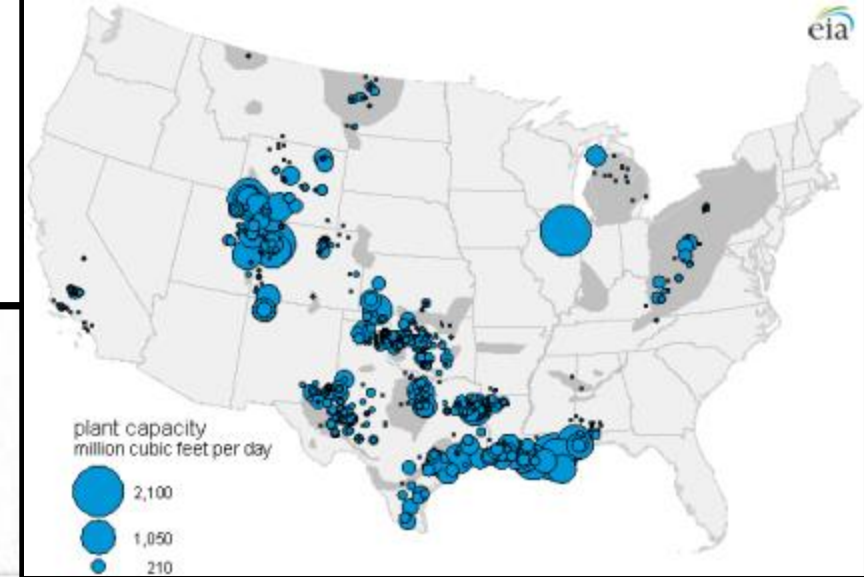 eia
plant capacity
million cubic feet per day
2,100
1,050
210